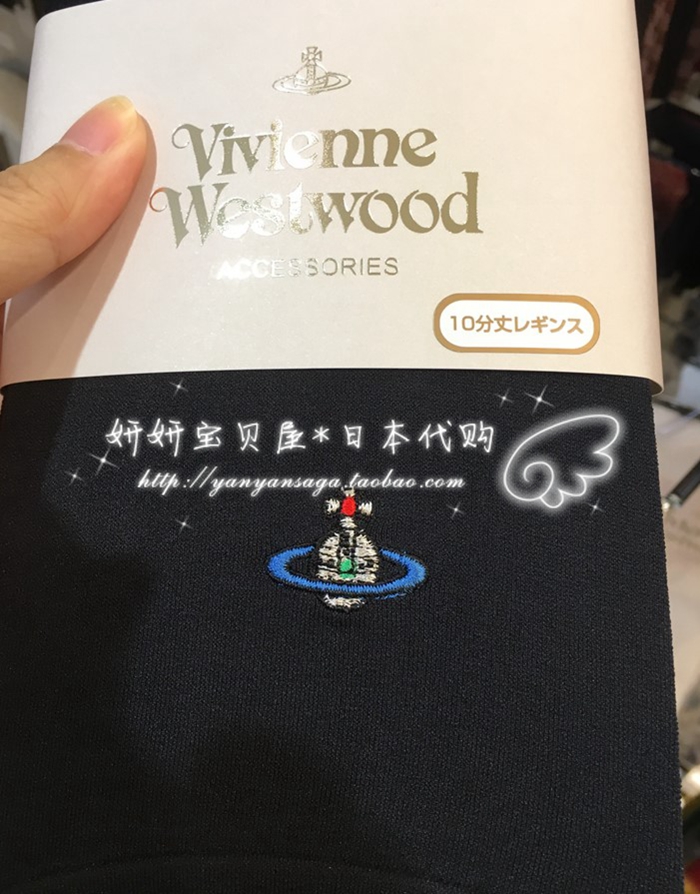 Vivienne
Westwood
ACCESSORIES
10分丈レギンス
妍妍宝贝屋*日本代购
http://yanyansaga.taobao.com